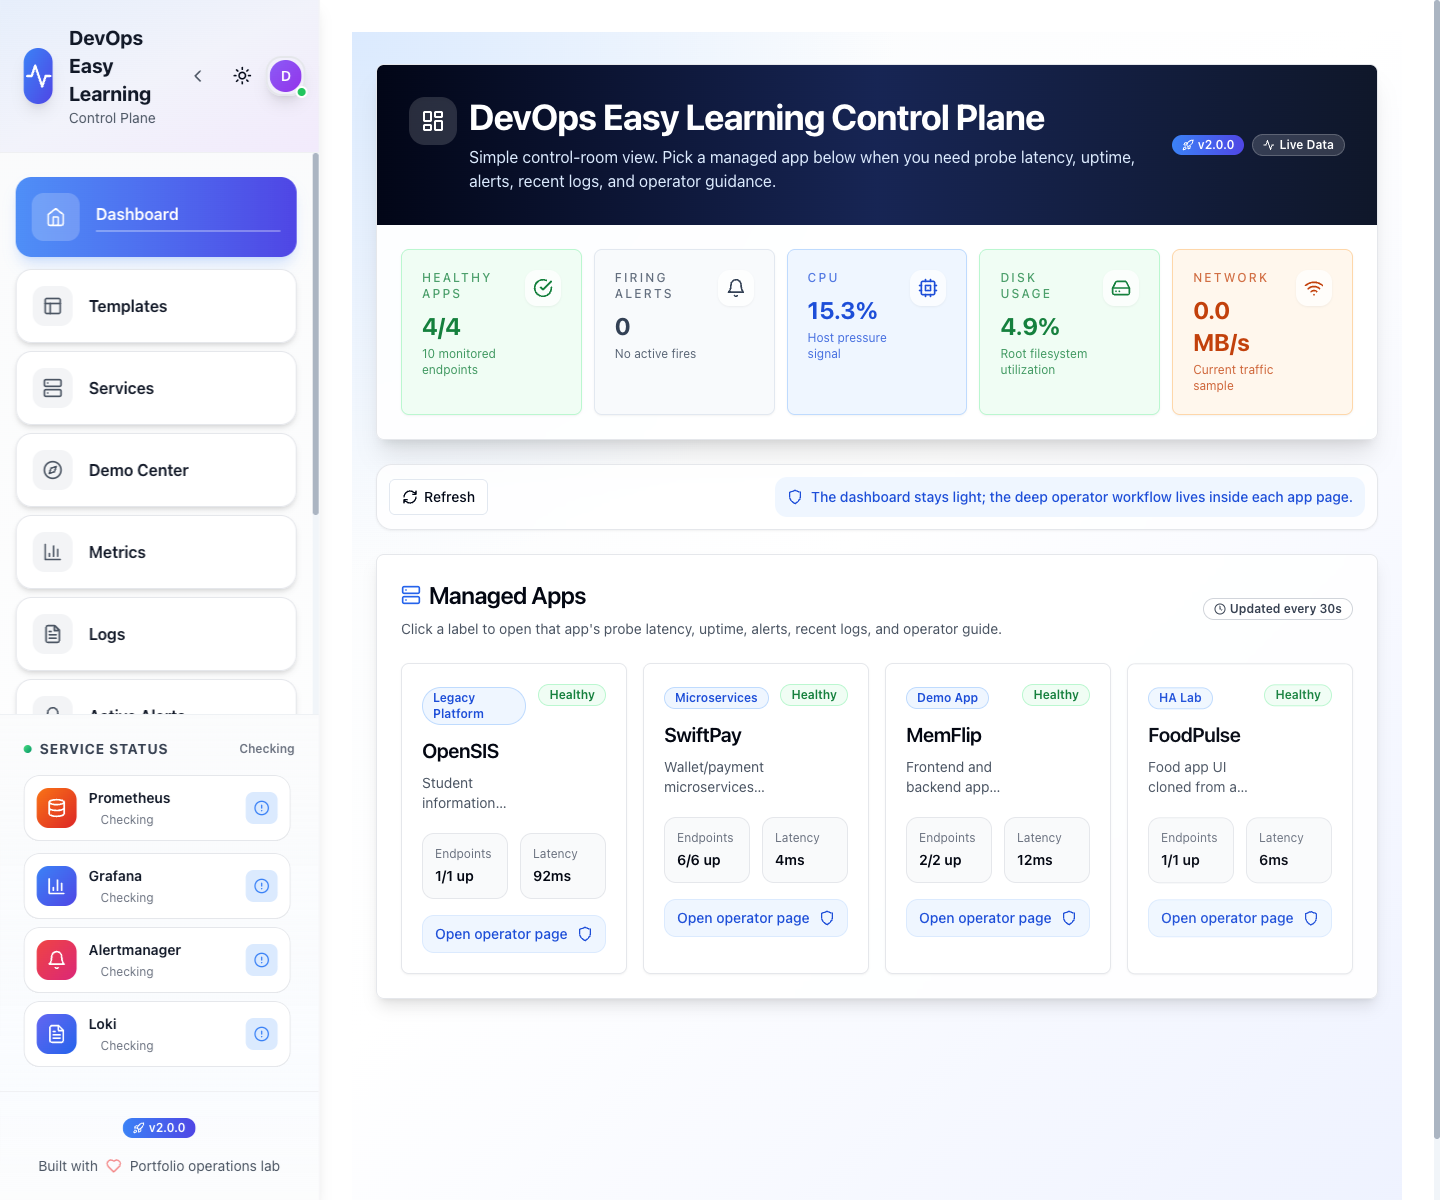 DevOps
Easy
Learning
Control Plane
D
Dashboard
Templates
Services
Demo Center
Metrics
Logs
Active Alerts
SERVICE STATUS
Checking
Prometheus
Checking
Grafana
Checking
Alertmanager
Checking
Loki
Checking
v2.0.0
Built with Portfolio operations lab
DevOps Easy Learning Control Plane
Simple control-room view. Pick a managed app below when you need probe latency, uptime,
alerts, recent logs, and operator guidance.
v2.0.0
Live Data
HEALTHY
APPS
4/4
10 monitored
endpoints
FIRING
ALERTS
0
No active fires
CPU
15.3%
Host pressure
signal
DISK
USAGE
4.9%
Root filesystem
utilization
NETWORK
0.0
MB/s
Current traffic
sample
Refresh
The dashboard stays light; the deep operator workflow lives inside each app page.
Managed Apps
Click a label to open that app's probe latency, uptime, alerts, recent logs, and operator guide.
Updated every 30s
Legacy
Platform
Healthy
OpenSIS
Student
information...
Endpoints
1/1 up
Latency
92ms
Open operator page
Microservices
Healthy
SwiftPay
Wallet/payment
microservices...
Endpoints
6/6 up
Latency
4ms
Open operator page
Demo App
Healthy
MemFlip
Frontend and
backend app...
Endpoints
2/2 up
Latency
12ms
Open operator page
HA Lab
Healthy
FoodPulse
Food app UI
cloned from a...
Endpoints
1/1 up
Latency
6ms
Open operator page